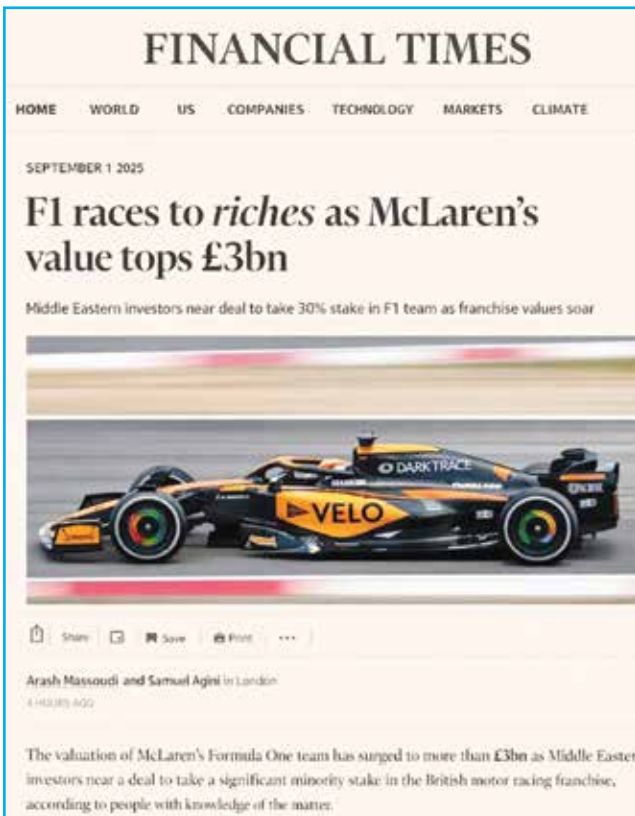 FINANCIAL TIMES
HOME WORLD US COMPANIES TECHNOLOGY MARKETS CLIMATE
SEPTEMBER 1 2025
F1 races to riches as McLaren's
value tops £3bn
Middle Eastern investors near deal to take 30% stake in F1 team as franchise values soar
DARKTRACE
VELO
Share Save Print ...
Arash Massoudi and Samuel Agini in London
4 HOURS AGO
The valuation of McLaren's Formula One team has surged to more than £3bn as Middle Easter
investors near a deal to take a significant minority stake in the British motor racing franchise,
according to people with knowledge of the matter.